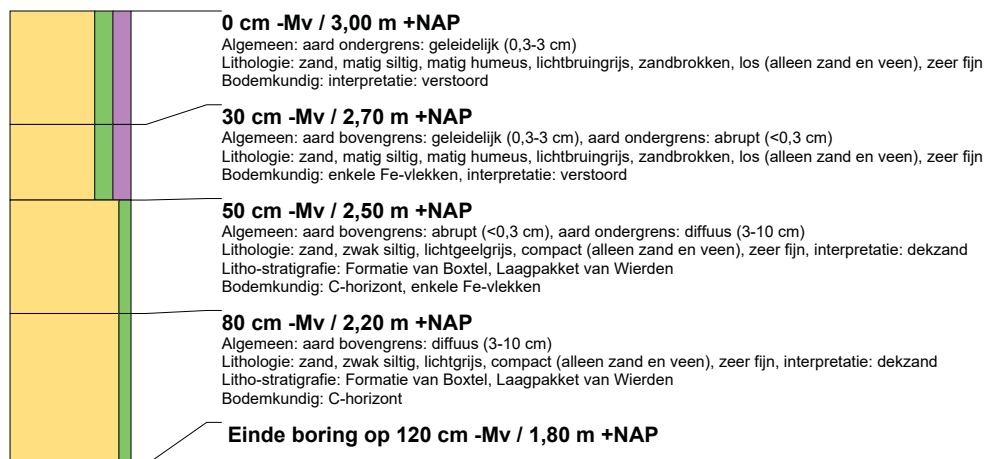 0 cm -Mv / 3,00 m +NAP
Algemeen: aard ondergrens: geleidelijk (0,3-3 cm)
Lithologie: zand, matig siltig, matig humeus, lichtbruingrijs, zandbrokken, los (alleen zand en veen), zeer fijn
Bodemkundig: interpretatie: verstoord
30 cm -Mv / 2,70 m +NAP
Algemeen: aard bovengrens: geleidelijk (0,3-3 cm), aard ondergrens: abrupt (<0,3 cm)
Lithologie: zand, matig siltig, matig humeus, lichtbruingrijs, zandbrokken, los (alleen zand en veen), zeer fijn
Bodemkundig: enkele Fe-vlekken, interpretatie: verstoord
50 cm -Mv / 2,50 m +NAP
Algemeen: aard bovengrens: abrupt (<0,3 cm), aard ondergrens: diffuus (3-10 cm)
Lithologie: zand, zwak siltig, lichtgeelgrijs, compact (alleen zand en veen), zeer fijn, interpretatie: dekzand
Litho-stratigrafie: Formatie van Boxtel, Laagpakket van Wierden
Bodemkundig: C-horizont, enkele Fe-vlekken
80 cm -Mv / 2,20 m +NAP
Algemeen: aard bovengrens: diffuus (3-10 cm)
Lithologie: zand, zwak siltig, lichtgrijs, compact (alleen zand en veen), zeer fijn, interpretatie: dekzand
Litho-stratigrafie: Formatie van Boxtel, Laagpakket van Wierden
Bodemkundig: C-horizont
Einde boring op 120 cm -Mv / 1,80 m +NAP